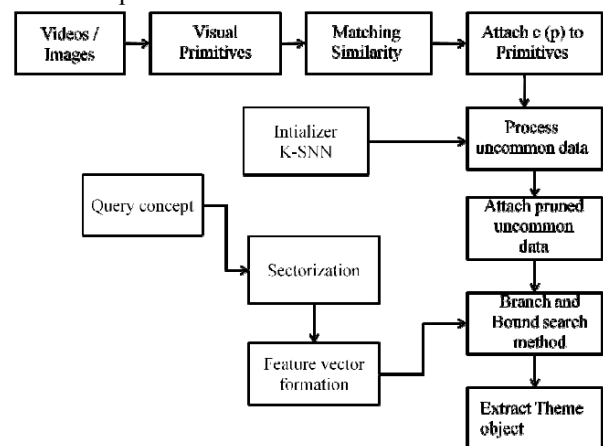 Videos /
Images
Visual
Primitives
Matching
Similarity
Attach c (p) to
Primitives
Intializer
K-SNN
Process
uncommon data
Query concept
Attach pruned
uncommon
data
Sectorization
Branch and
Bound search
method
Feature vector
formation
Extract Theme
object